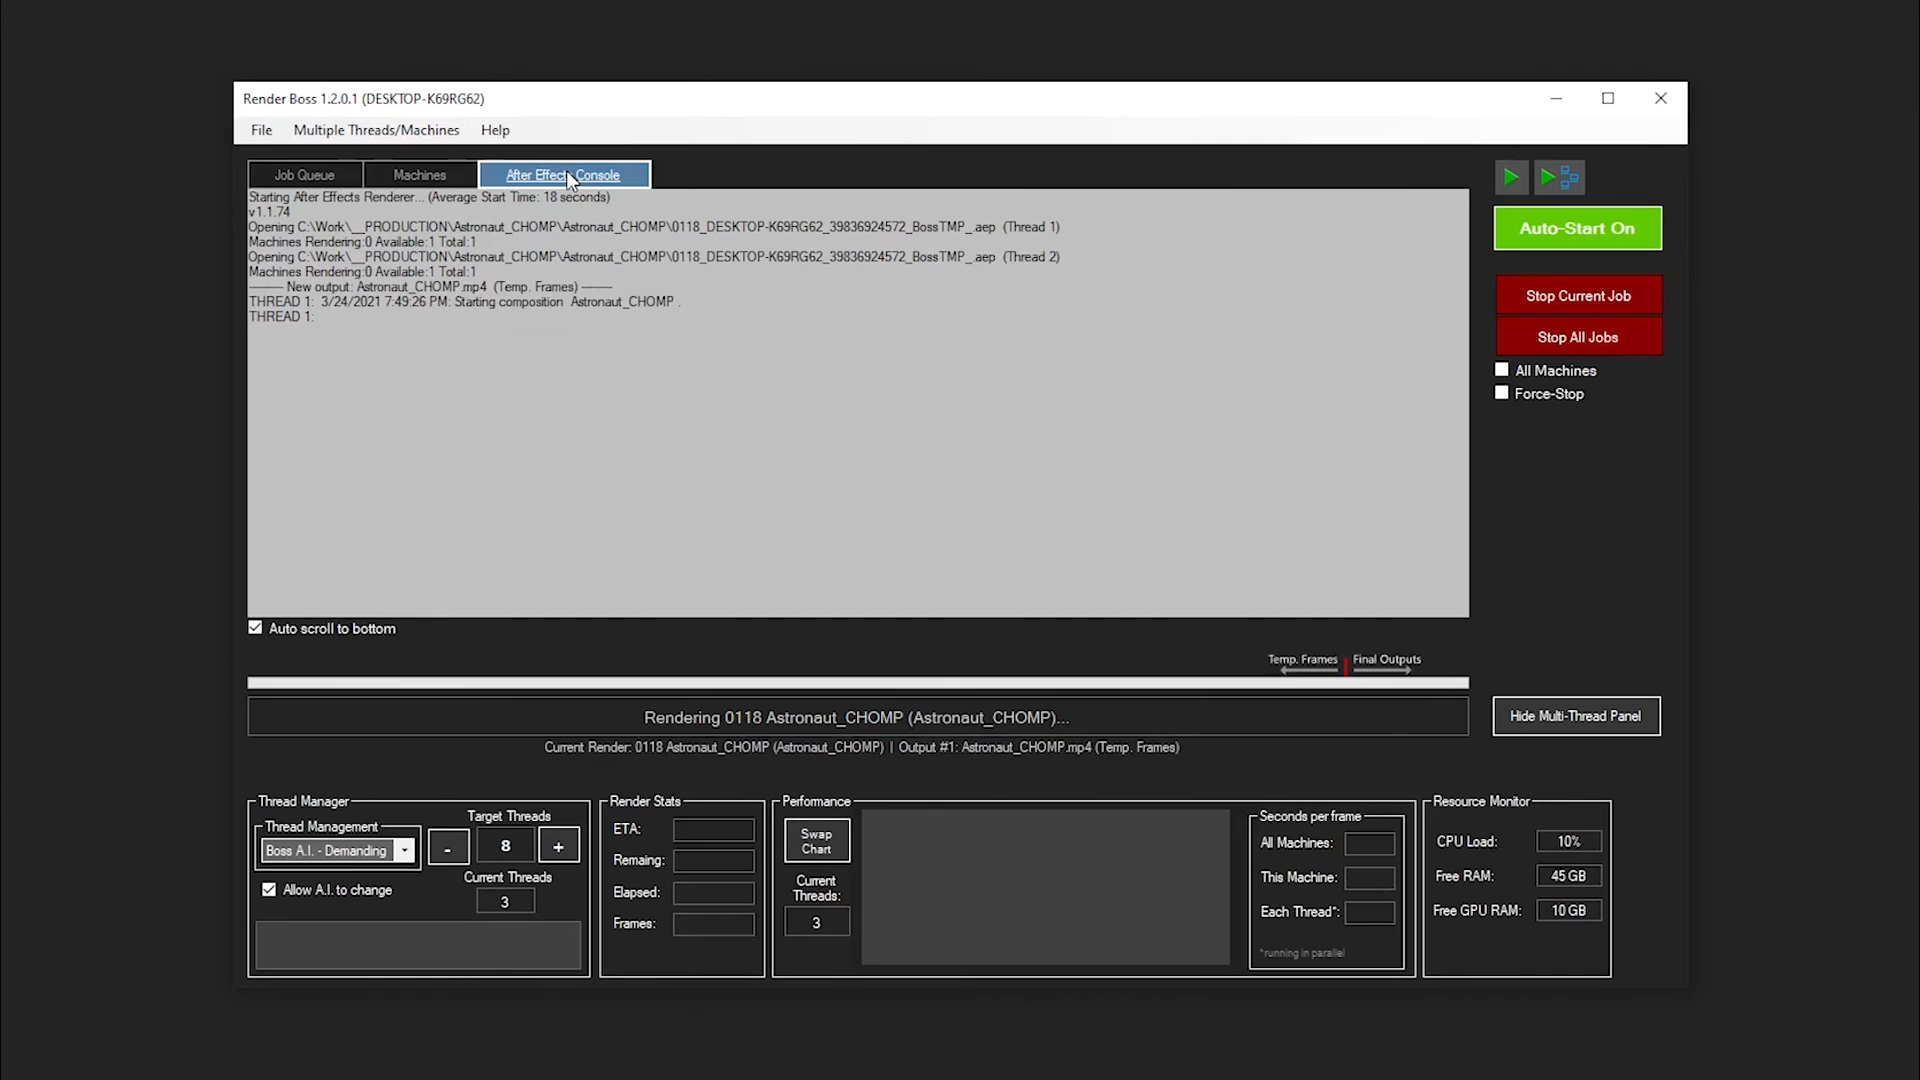 Render Boss 1.2.0.1 (DESKTOP-K69RG62)
File Multiple Threads/Machines Help
Job Queue Machines After Effects Console
Starting After Effects Renderer... (Average Start Time: 18 seconds)
v1.1.74
Opening C:\Work\__PRODUCTION\Astronaut_CHOMP\Astronaut_CHOMP\0118_DESKTOP-K69RG62_39836924572_BossTMP_.aep (Thread 1)
Machines Rendering:0 Available:1 Total:1
Opening C:\Work\__PRODUCTION\Astronaut_CHOMP\Astronaut_CHOMP\0118_DESKTOP-K69RG62_39836924572_BossTMP_.aep (Thread 2)
Machines Rendering:0 Available:1 Total:1
-------- New output: Astronaut_CHOMP.mp4 (Temp. Frames) -------
THREAD 1: 3/24/2021 7:49:26 PM: Starting composition Astronaut_CHOMP .
THREAD 1:
Auto-Start On
Stop Current Job
Stop All Jobs
All Machines
Force-Stop
Auto scroll to bottom
Temp. Frames Final Outputs
Rendering 0118 Astronaut_CHOMP (Astronaut_CHOMP)...
Hide Multi-Thread Panel
Current Render: 0118 Astronaut_CHOMP (Astronaut_CHOMP) | Output #1: Astronaut_CHOMP.mp4 (Temp. Frames)
Thread Manager
Thread Management
Boss A.I. - Demanding
Allow A.I. to change
Target Threads
- 8 +
Current Threads
3
Render Stats
ETA:
Remaing:
Elapsed:
Frames:
Performance
Swap
Chart
Current
Threads:
3
Seconds per frame
All Machines:
This Machine:
Each Thread*:
*running in parallel
Resource Monitor
CPU Load: 10%
Free RAM: 45 GB
Free GPU RAM: 10 GB